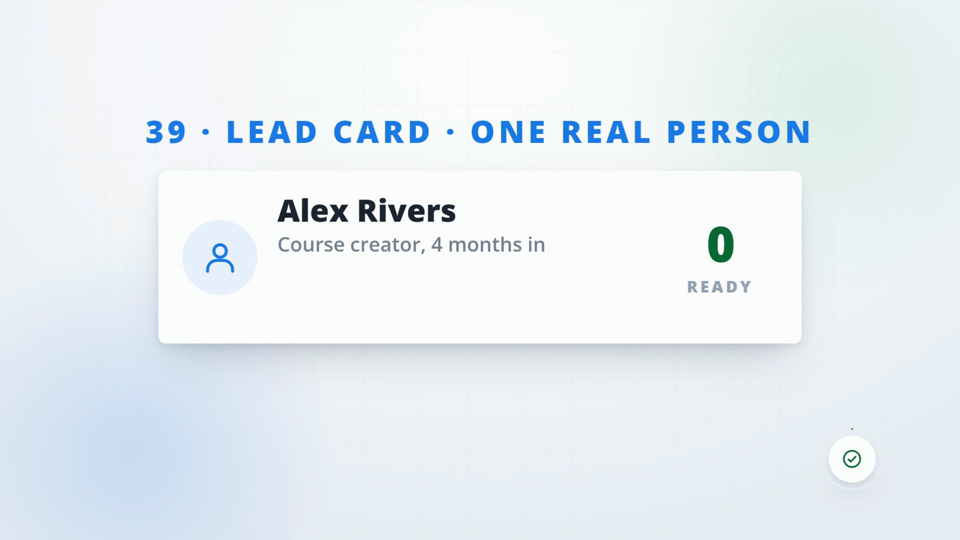 39 · LEAD CARD · ONE REAL PERSON
Alex Rivers
Course creator, 4 months in
0
READY